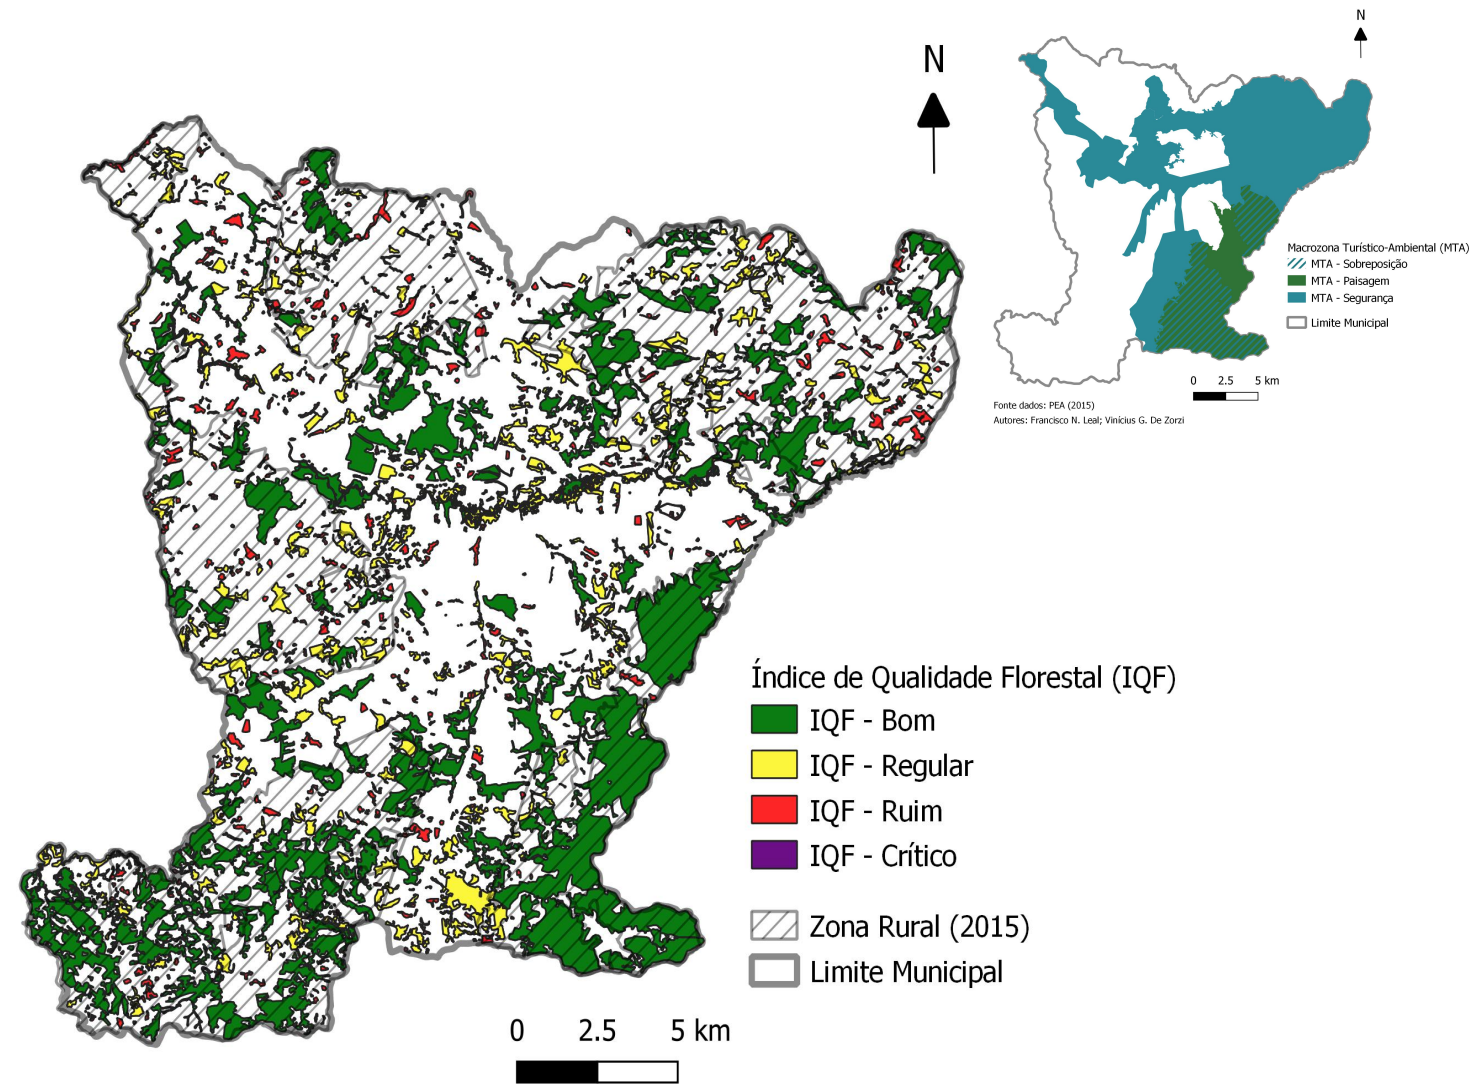 N
N
Macrozona Turístico-Ambiental (MTA)
MTA - Sobreposição
MTA - Paisagem
MTA - Segurança
Limite Municipal
0 2.5 5 km
Fonte dados: PEA (2015)
Autores: Francisco N. Leal; Vinícius G. De Zorzi
Índice de Qualidade Florestal (IQF)
IQF - Bom
IQF - Regular
IQF - Ruim
IQF - Crítico
Zona Rural (2015)
Limite Municipal
0 2.5 5 km